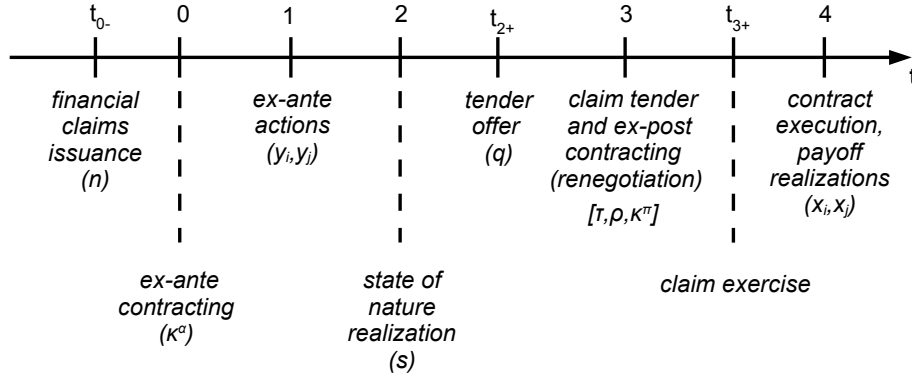 t0- 0 1 2 t2+ 3 t3+ 4
t
financial claims issuance (n)
ex-ante actions (yi,yj)
tender offer (q)
claim tender and ex-post contracting (renegotiation) [τ,ρ,κπ]
contract execution, payoff realizations (xi,xj)
ex-ante contracting (κα)
state of nature realization (s)
claim exercise